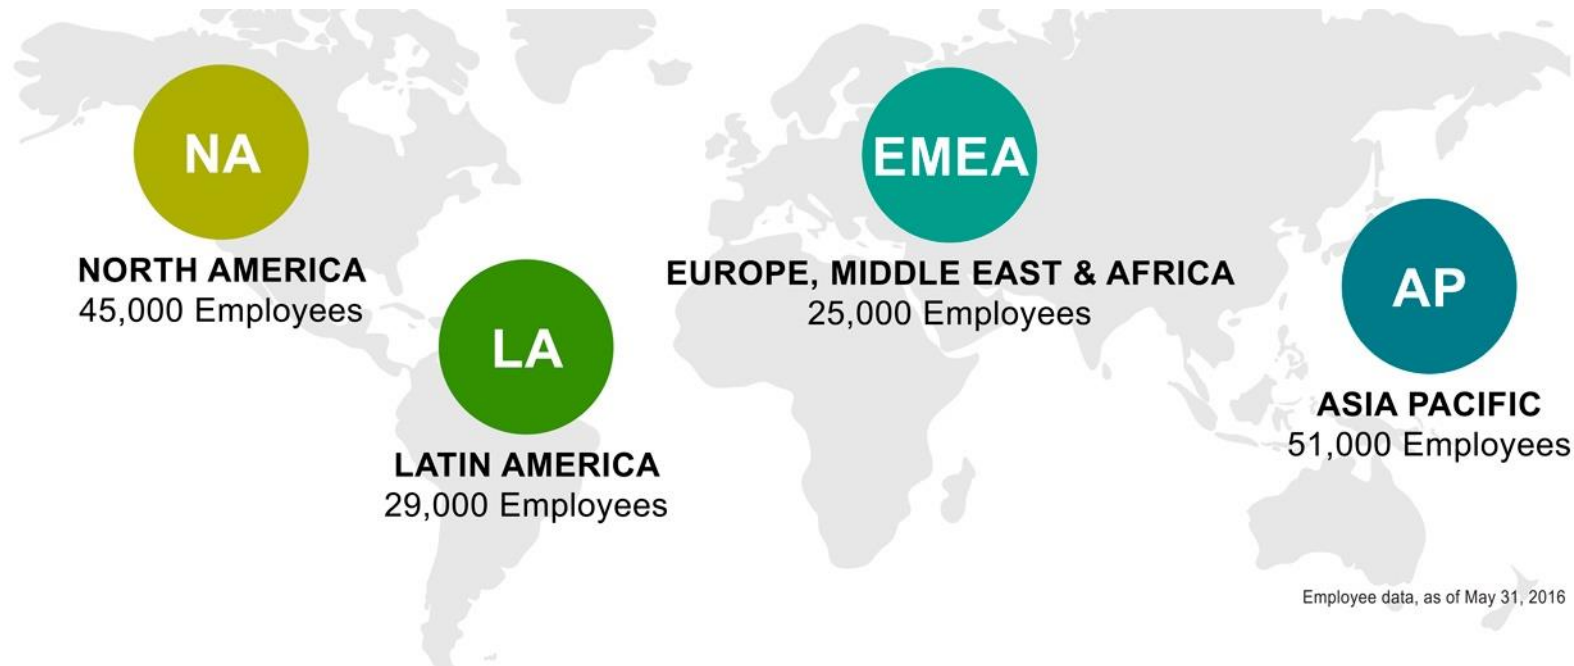 NA
NORTH AMERICA
45,000 Employees
LA
LATIN AMERICA
29,000 Employees
EMEA
EUROPE, MIDDLE EAST & AFRICA
25,000 Employees
AP
ASIA PACIFIC
51,000 Employees
Employee data, as of May 31, 2016